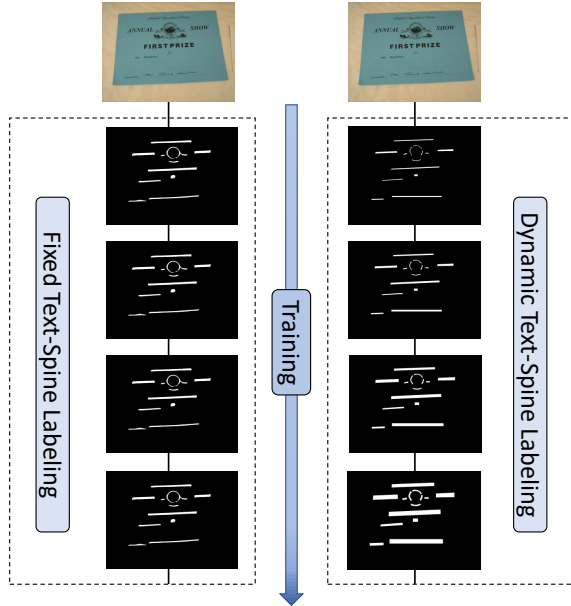 ANNUAL SHOW
FIRST PRIZE
ANNUAL SHOW
FIRST PRIZE
Fixed Text-Spine Labeling
Training
Dynamic Text-Spine Labeling